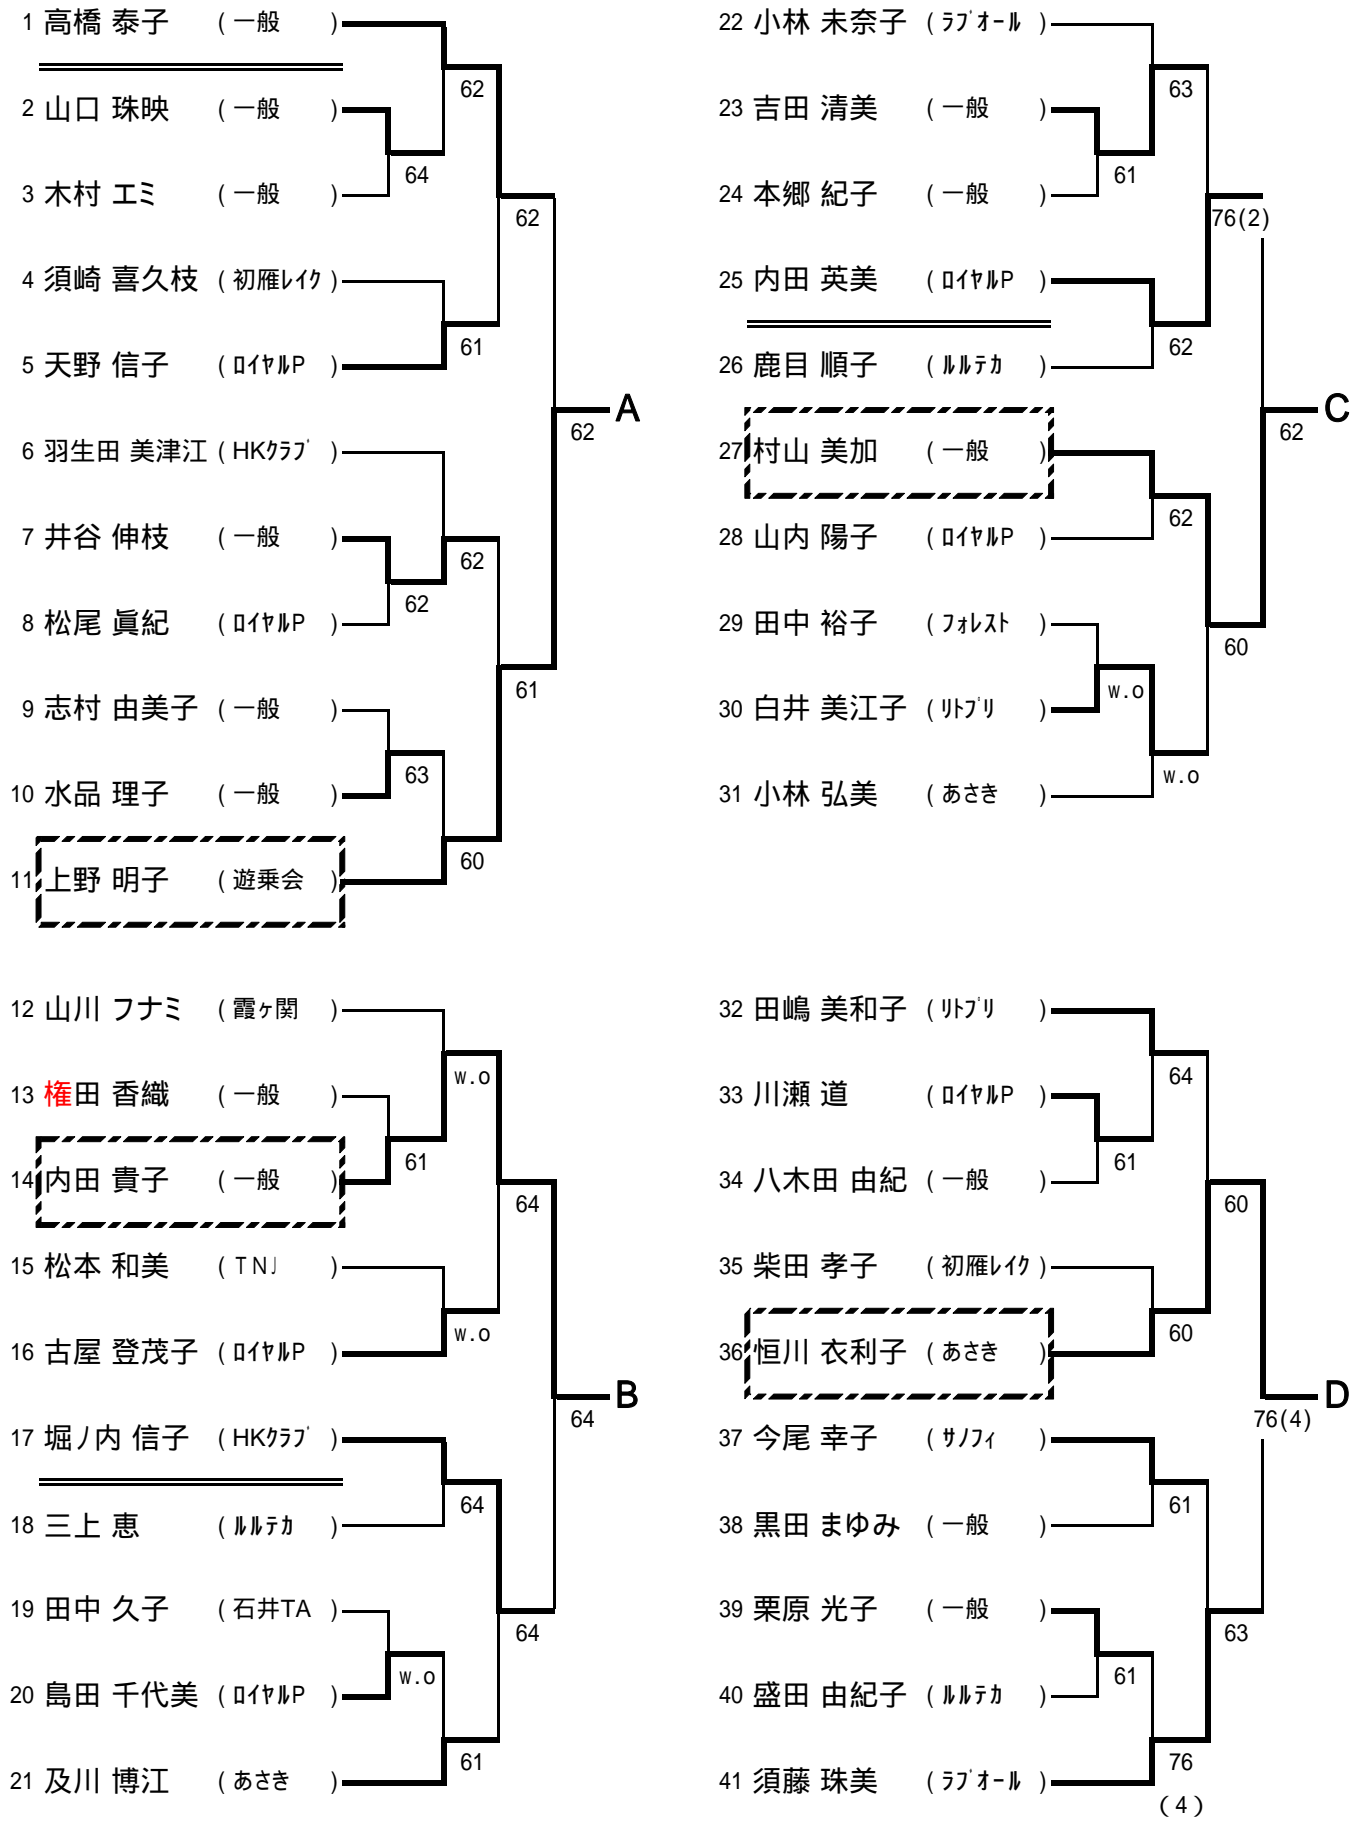 1 高橋 泰子 ( 一般 )
62
2 山口 珠映 ( 一般 )
64
3 木村 エミ ( 一般 )
62
4 須崎 喜久枝 ( 初雁レイク )
61
5 天野 信子 ( ロイヤルP )
A
62
6 羽生田 美津江 ( HKクラブ )
7 井谷 伸枝 ( 一般 )
62
62
8 松尾 眞紀 ( ロイヤルP )
61
9 志村 由美子 ( 一般 )
63
10 水品 理子 ( 一般 )
60
11 上野 明子 ( 遊乗会 )
12 山川 フナミ ( 霞ヶ関 )
w.o
13 権田 香織 ( 一般 )
61
14 内田 貴子 ( 一般 )
64
15 松本 和美 ( TNJ )
w.o
16 古屋 登茂子 ( ロイヤルP )
B
64
17 堀ノ内 信子 ( HKクラブ )
64
18 三上 恵 ( ルルテカ )
19 田中 久子 ( 石井TA )
64
w.o
20 島田 千代美 ( ロイヤルP )
61
21 及川 博江 ( あさき )
22 小林 未奈子 ( ラブオール )
63
23 吉田 清美 ( 一般 )
61
24 本郷 紀子 ( 一般 )
76(2)
25 内田 英美 ( ロイヤルP )
62
26 鹿目 順子 ( ルルテカ )
C
62
27 村山 美加 ( 一般 )
62
28 山内 陽子 ( ロイヤルP )
29 田中 裕子 ( フォレスト )
60
w.o
30 白井 美江子 ( リトプリ )
w.o
31 小林 弘美 ( あさき )
32 田嶋 美和子 ( リトプリ )
64
33 川瀬 道 ( ロイヤルP )
61
34 八木田 由紀 ( 一般 )
60
35 柴田 孝子 ( 初雁レイク )
60
36 恒川 衣利子 ( あさき )
D
76(4)
37 今尾 幸子 ( サノフィ )
61
38 黒田 まゆみ ( 一般 )
39 栗原 光子 ( 一般 )
63
61
40 盛田 由紀子 ( ルルテカ )
76
(4)
41 須藤 珠美 ( ラブオール )